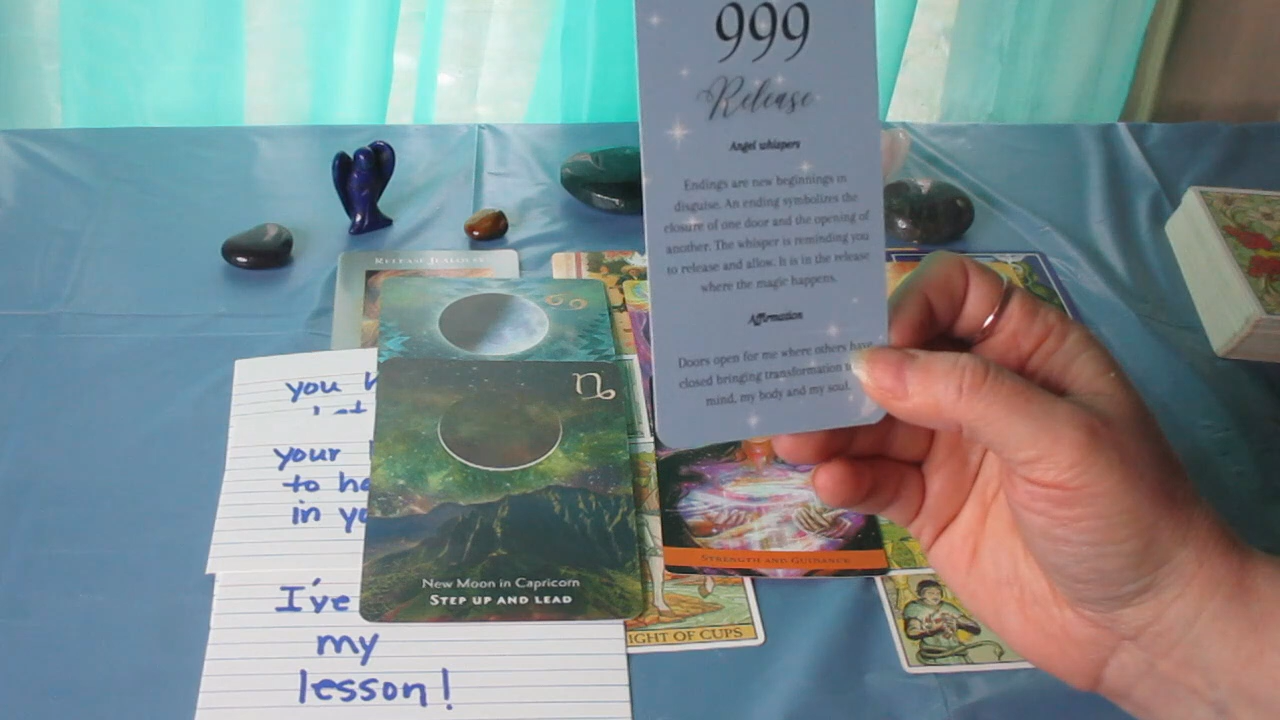 999
Release
Angel whispers
Endings are new beginnings in
disguise. An ending symbolizes the
closure of one door and the opening of
another. The whisper is reminding you
to release and allow. It is in the release
where the magic happens.
Affirmation
Doors open for me where others have
closed bringing transformation
mind, my body and my soul.
RELEASE JEALOUSY
you
your
to
in
I've
my
lesson!
New Moon in Capricorn
STEP UP AND LEAD
STRENGTH AND GUIDANCE
IGHT OF CUPS